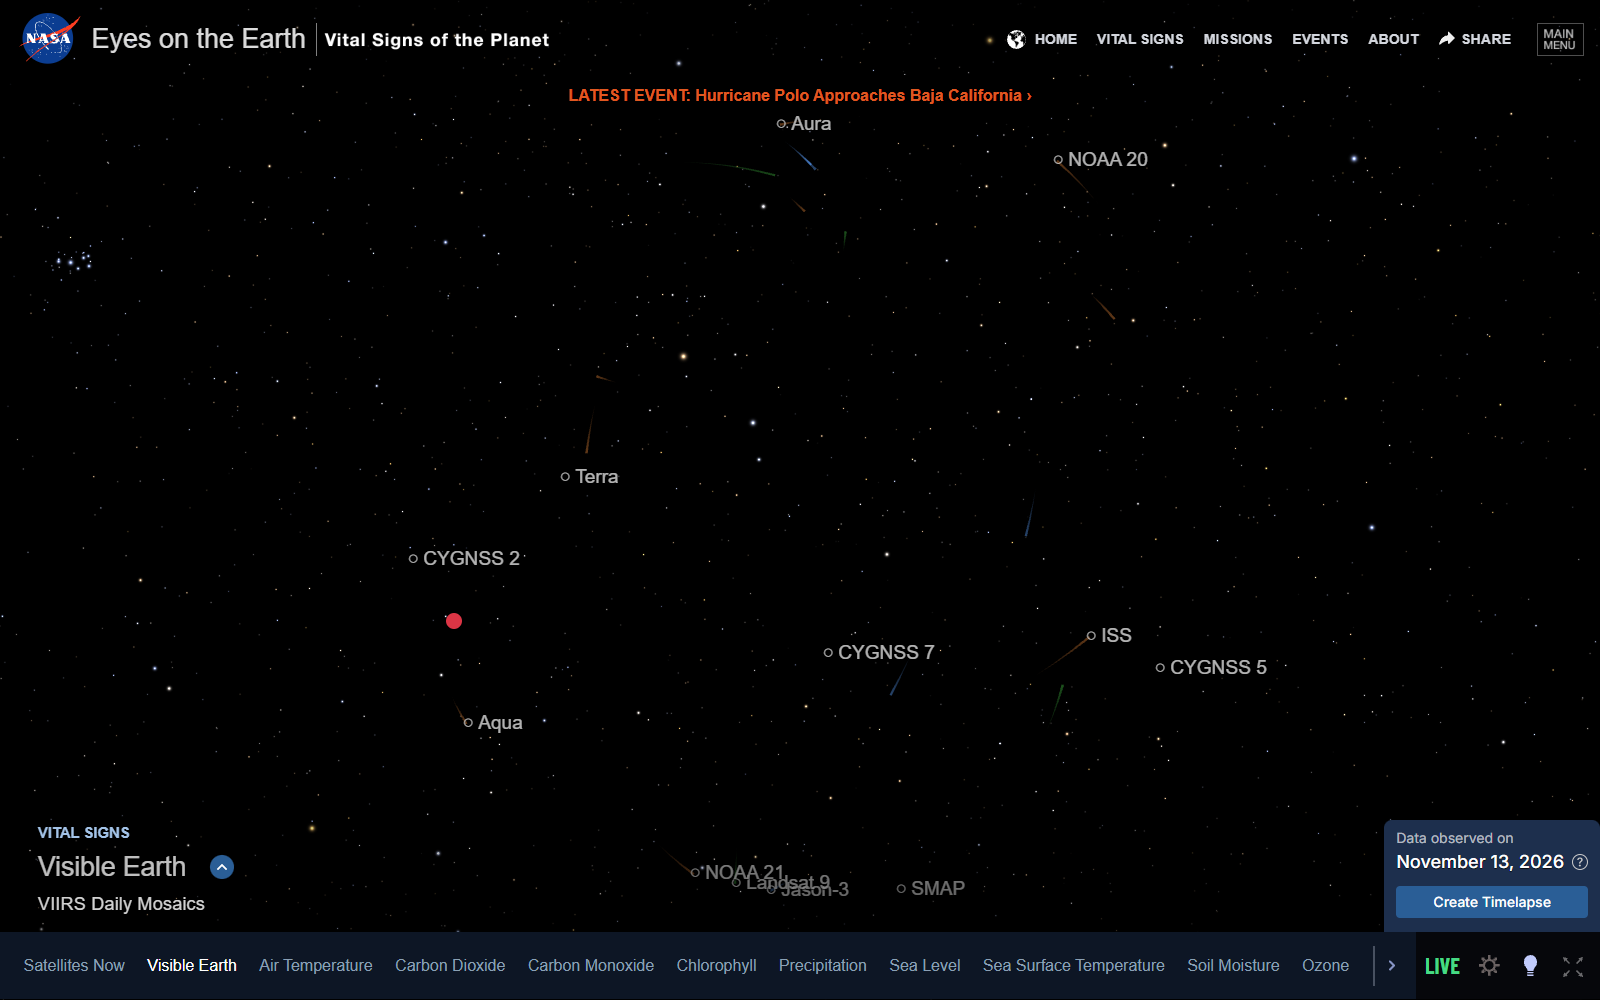 NASA
Eyes on the Earth
Vital Signs of the Planet
HOME
VITAL SIGNS
MISSIONS
EVENTS
ABOUT
SHARE
MAIN
MENU
LATEST EVENT: Hurricane Polo Approaches Baja California ›
Aura
NOAA 20
Terra
CYGNSS 2
ISS
CYGNSS 7
CYGNSS 5
Aqua
VITAL SIGNS
Visible Earth
VIIRS Daily Mosaics
NOAA 21
Landsat 9
Jason-3
SMAP
Data observed on
November 13, 2026 ?
Create Timelapse
Satellites Now
Visible Earth
Air Temperature
Carbon Dioxide
Carbon Monoxide
Chlorophyll
Precipitation
Sea Level
Sea Surface Temperature
Soil Moisture
Ozone
LIVE